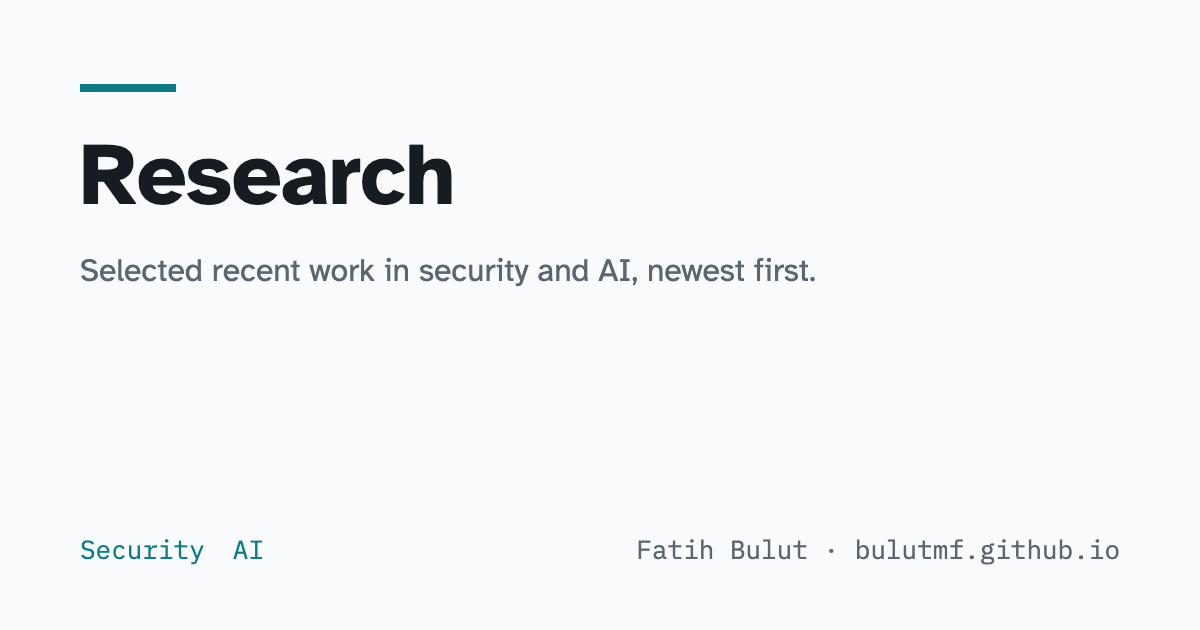 Research
Selected recent work in security and AI, newest first.
Security AI
Fatih Bulut · bulutmf.github.io